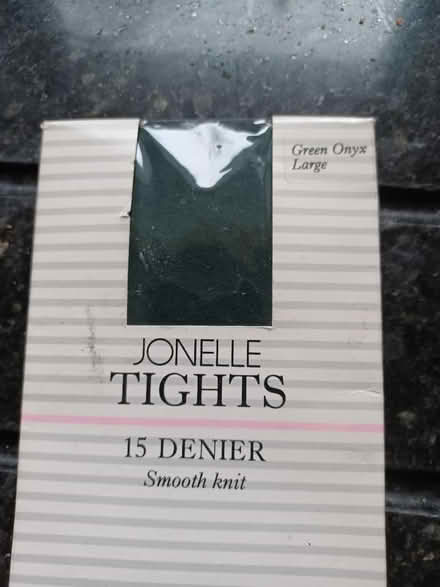 Green Onyx
Large
JONELLE
TIGHTS
15 DENIER
Smooth knit